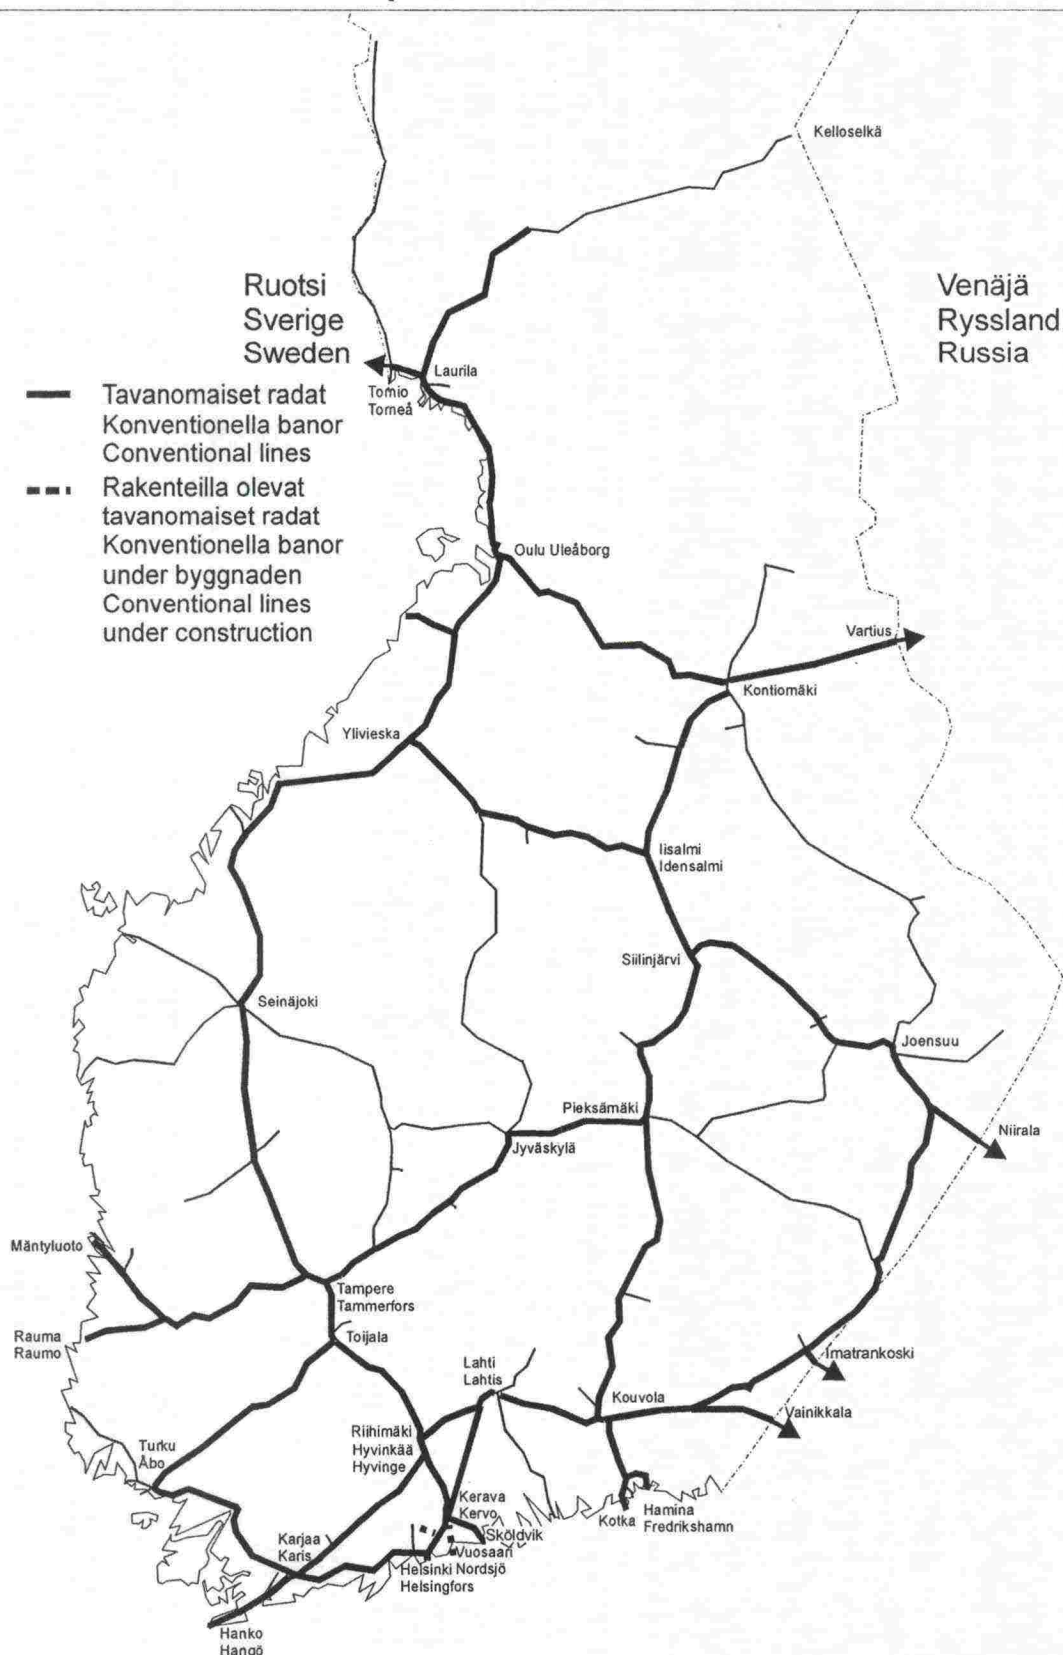 Kelloselkä
Ruotsi
Sverige
Sweden
Venäjä
Ryssland
Russia
Laurila
Tornio
Torneå
Tavanomaiset radat
Konventionella banor
Conventional lines
Rakenteilla olevat
tavanomaiset radat
Konventionella banor
under byggnaden
Conventional lines
under construction
Oulu Uleåborg
Vartius
Kontiomäki
Ylivieska
Iisalmi
Idensalmi
Siilinjärvi
Seinäjoki
Joensuu
Pieksämäki
Niirala
Jyväskylä
Mäntyluoto
Tampere
Tammerfors
Rauma
Raumo
Toijala
Imatrankoski
Lahti
Lahtis
Kouvola
Vainikkala
Riihimäki
Hyvinkää
Hyvinge
Turku
Åbo
Kerava
Kervo
Hamina
Fredrikshamn
Kotka
Sköldvik
Karjaa
Karis
Vuosaari
Nordsjö
Helsinki
Helsingfors
Hanko
Hangö